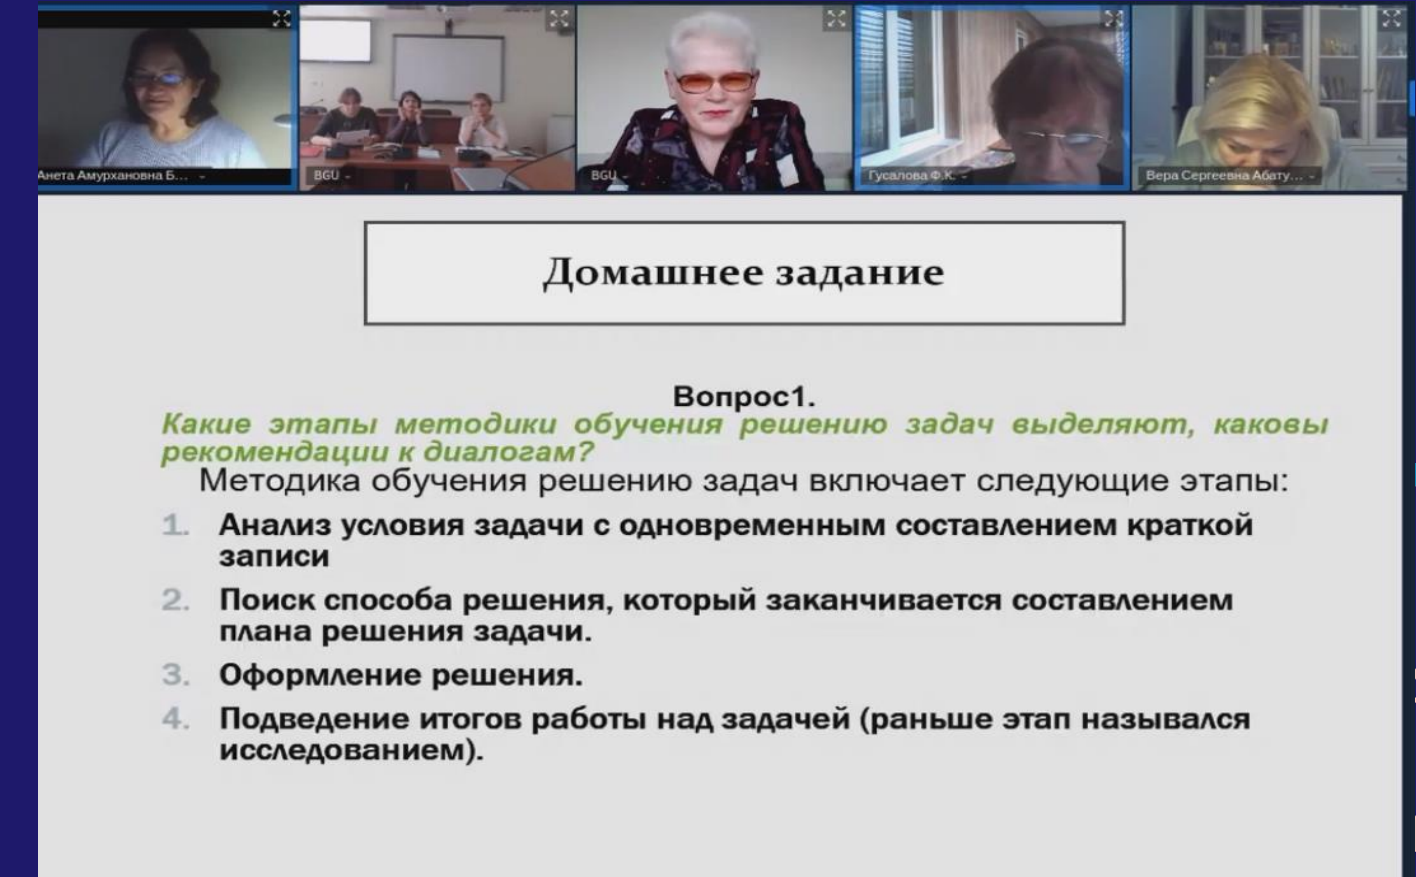 Анета Амурхановна Б...
BGU
BGU
Гусалова Ф.К.
Вера Сергеевна Абату...
Домашнее задание
Вопрос1.
Какие этапы методики обучения решению задач выделяют, каковы
рекомендации к диалогам?
Методика обучения решению задач включает следующие этапы:
1. Анализ условия задачи с одновременным составлением краткой
записи
2. Поиск способа решения, который заканчивается составлением
плана решения задачи.
3. Оформление решения.
4. Подведение итогов работы над задачей (раньше этап назывался
исследованием).